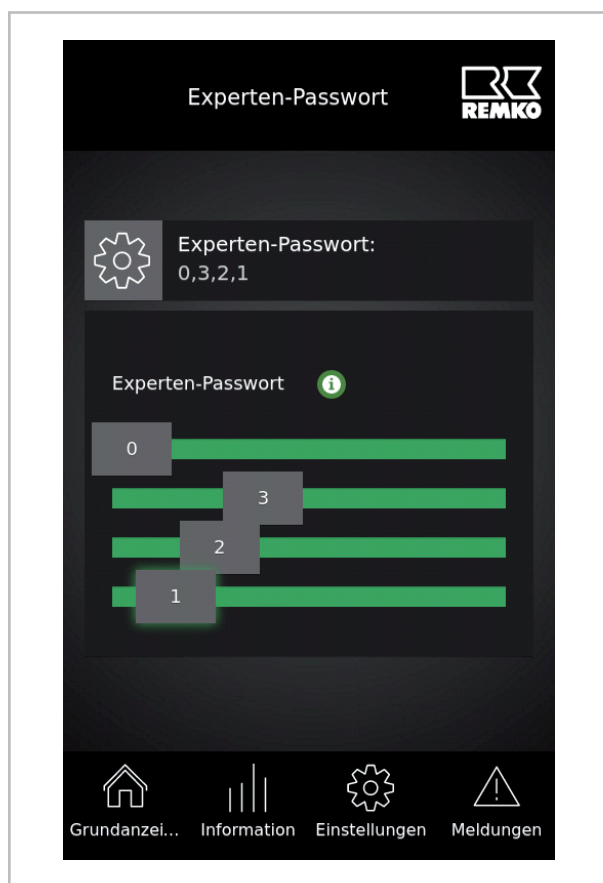 Experten-Passwort
REMKO
Experten-Passwort:
0,3,2,1
Experten-Passwort
0
3
2
1
Grundanzei... Information Einstellungen Meldungen